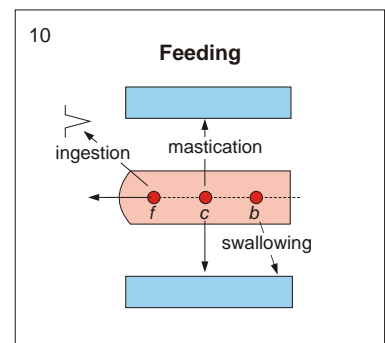 10
Feeding
mastication
ingestion
f
c
b
swallowing